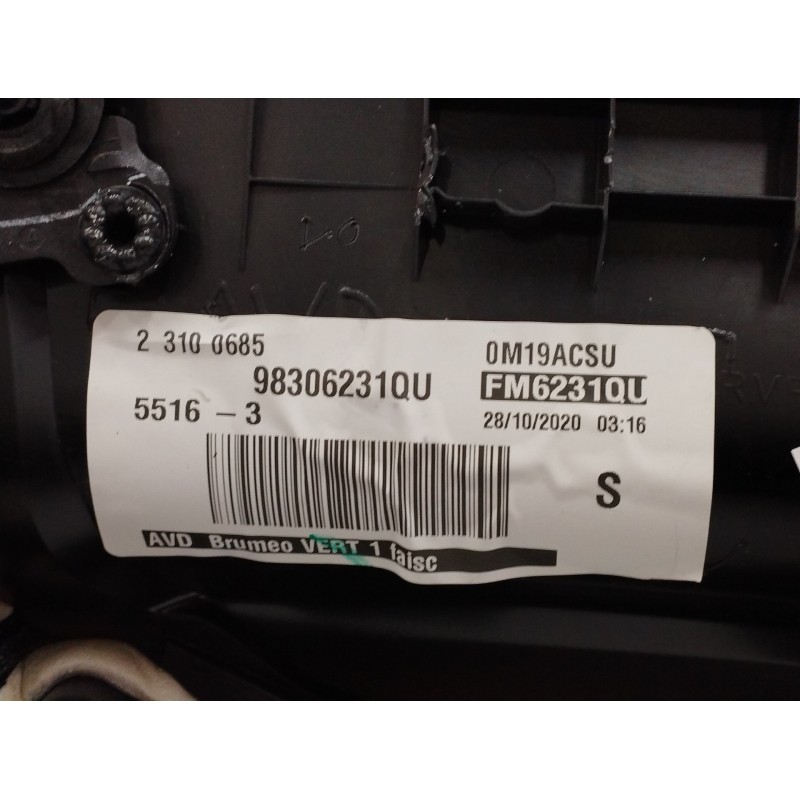 2 310 0685
98306231QU
5516 - 3
0M19ACSU
FM6231QU
28/10/2020 03:16
S
AVD Brumeo VERT 1 faisc